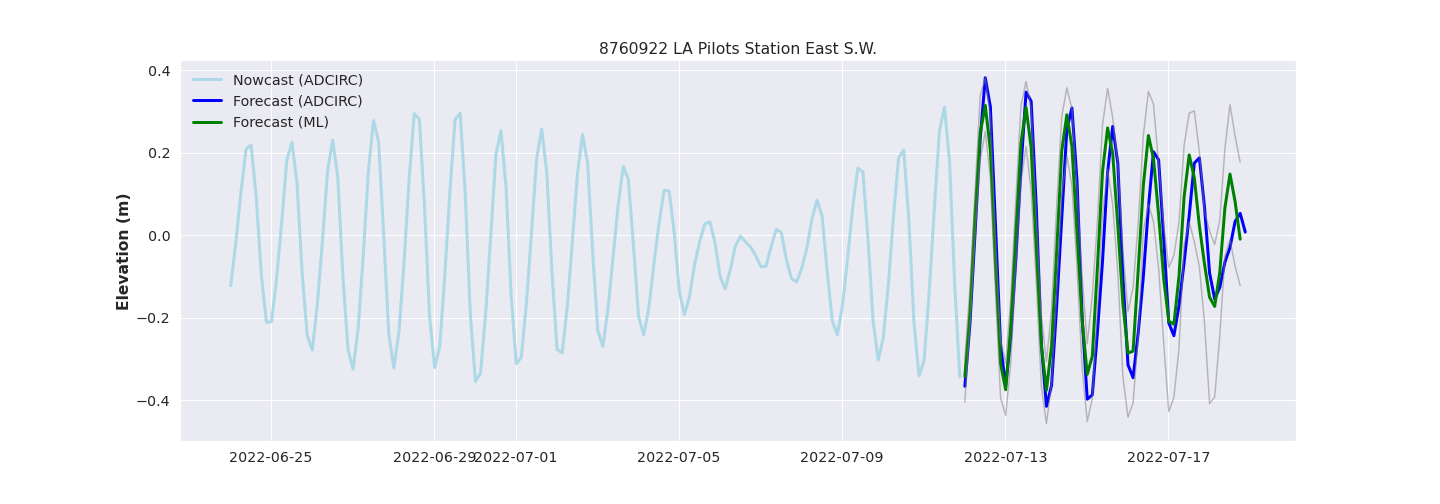 8760922 LA Pilots Station East S.W.
Nowcast (ADCIRC)
Forecast (ADCIRC)
Forecast (ML)
Elevation (m)
0.4
0.2
0.0
−0.2
−0.4
2022-06-25
2022-06-29
2022-07-01
2022-07-05
2022-07-09
2022-07-13
2022-07-17